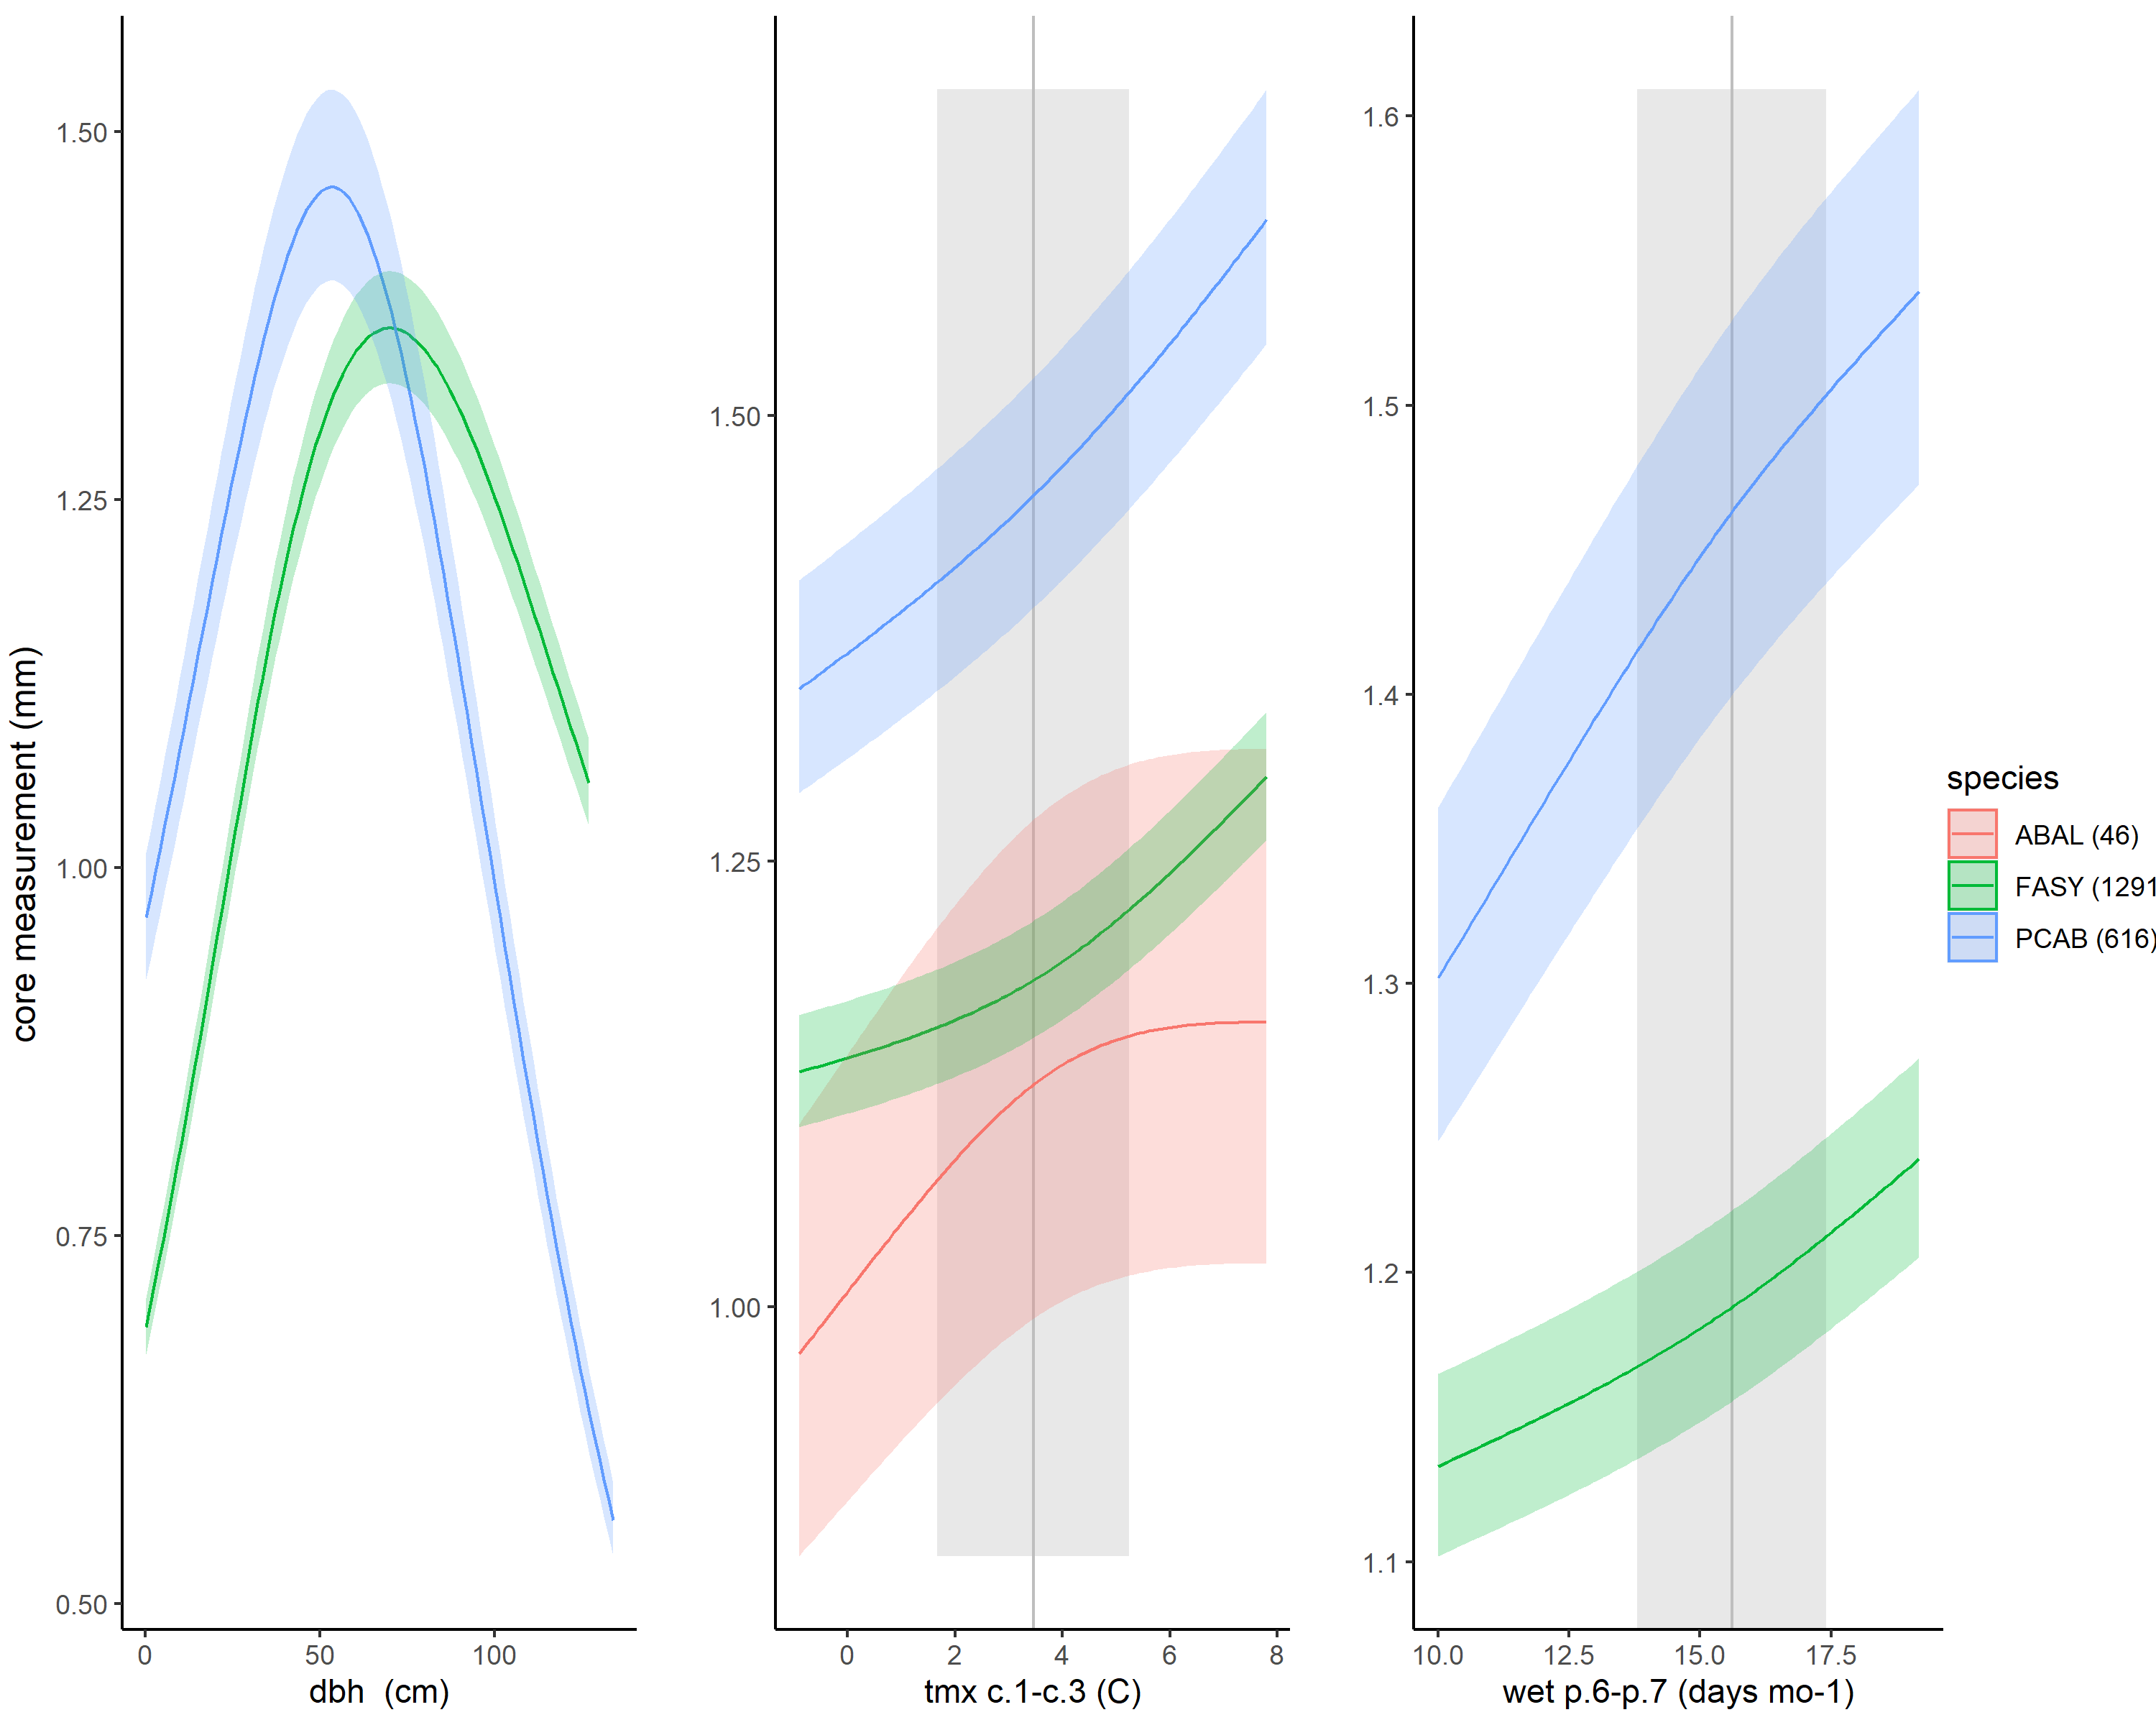 core measurement (mm)
1.50
1.25
1.00
0.75
0.50
0 50 100
dbh (cm)
1.50
1.25
1.00
0 2 4 6 8
tmx c.1-c.3 (C)
1.6
1.5
1.4
1.3
1.2
1.1
10.0 12.5 15.0 17.5
wet p.6-p.7 (days mo-1)
species
ABAL (46)
FASY (1291
PCAB (616)